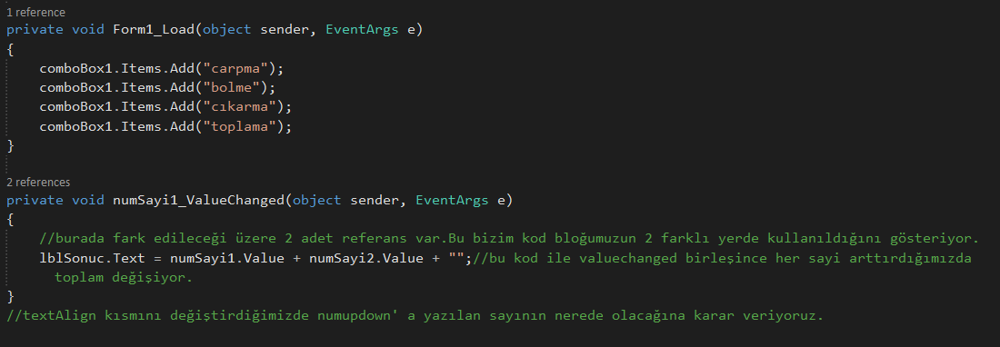 1 reference
private void Form1_Load(object sender, EventArgs e)
{
comboBox1.Items.Add("carpma");
comboBox1.Items.Add("bolme");
comboBox1.Items.Add("cıkarma");
comboBox1.Items.Add("toplama");
}
2 references
private void numSayi1_ValueChanged(object sender, EventArgs e)
{
//burada fark edileceği üzere 2 adet referans var.Bu bizim kod bloğumuzun 2 farklı yerde kullanıldığını gösteriyor.
lblSonuc.Text = numSayi1.Value + numSayi2.Value + "";//bu kod ile valuechanged birleşince her sayi arttırdığımızda
toplam değişiyor.
}
//textAlign kısmını değiştirdiğimizde numupdown' a yazılan sayının nerede olacağına karar veriyoruz.